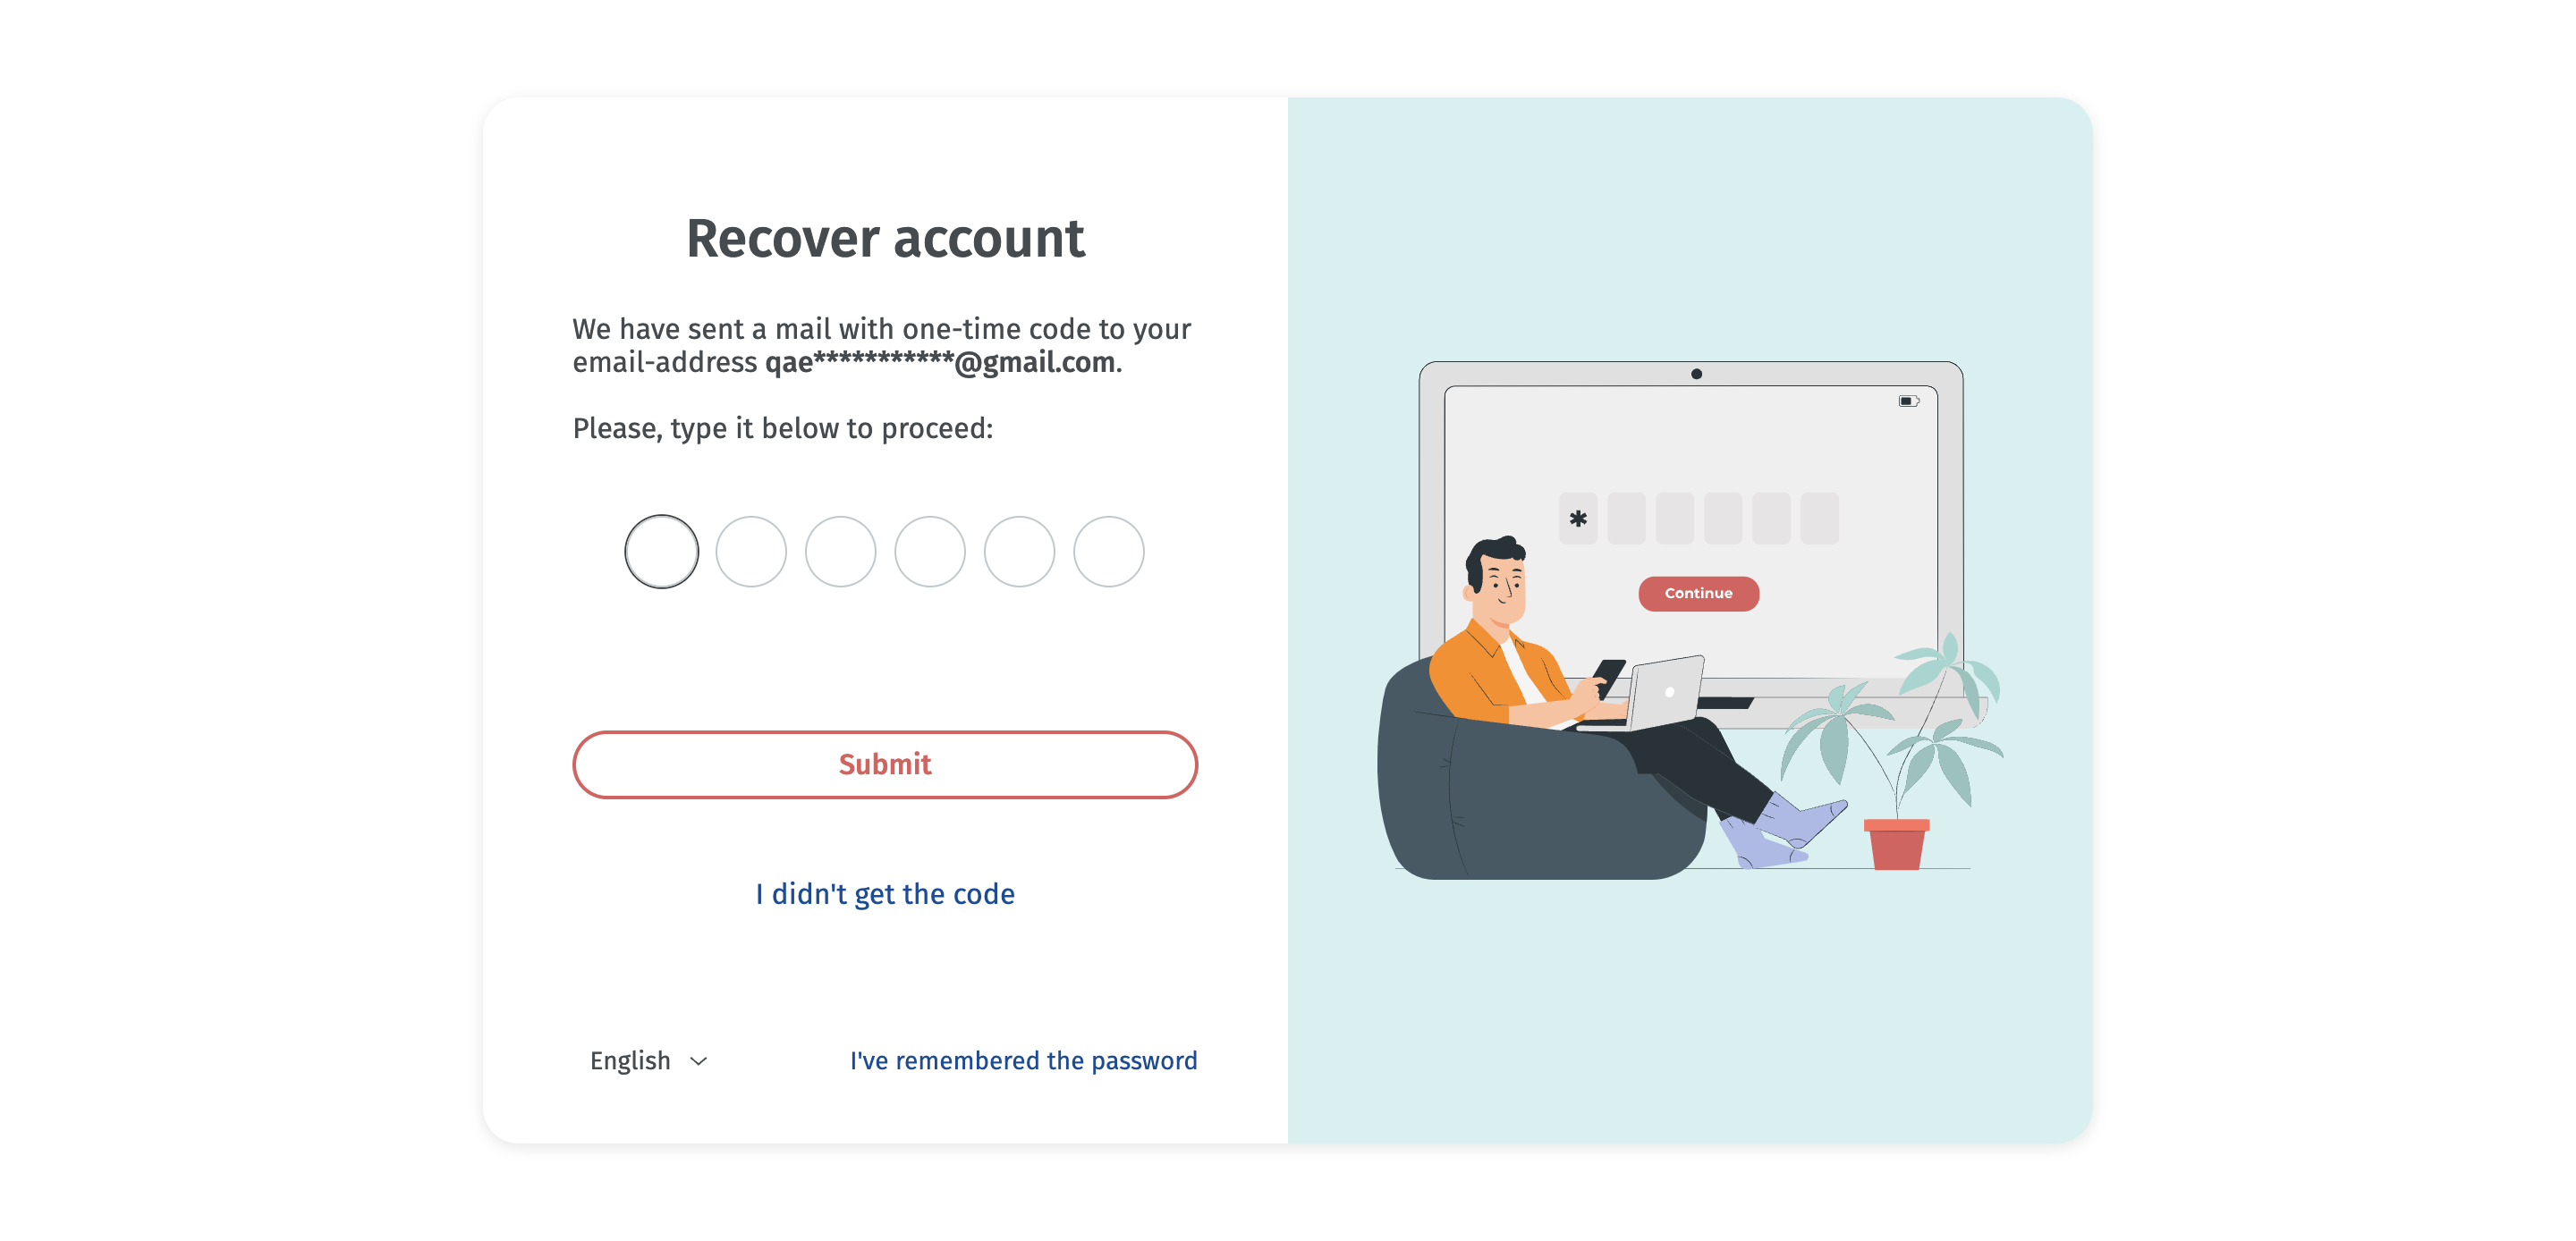 Recover account
We have sent a mail with one-time code to your
email-address qae***********@gmail.com.
Please, type it below to proceed:
Submit
I didn't get the code
English
I've remembered the password
*
Continue